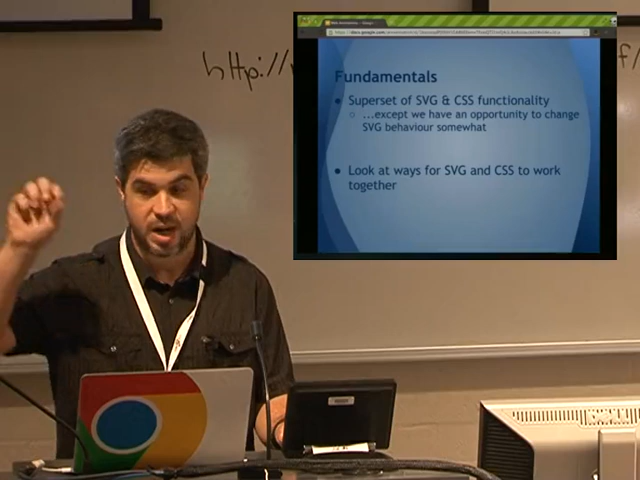 http://
f/
Fundamentals
• Superset of SVG & CSS functionality
○ ...except we have an opportunity to change
SVG behaviour somewhat
• Look at ways for SVG and CSS to work
together